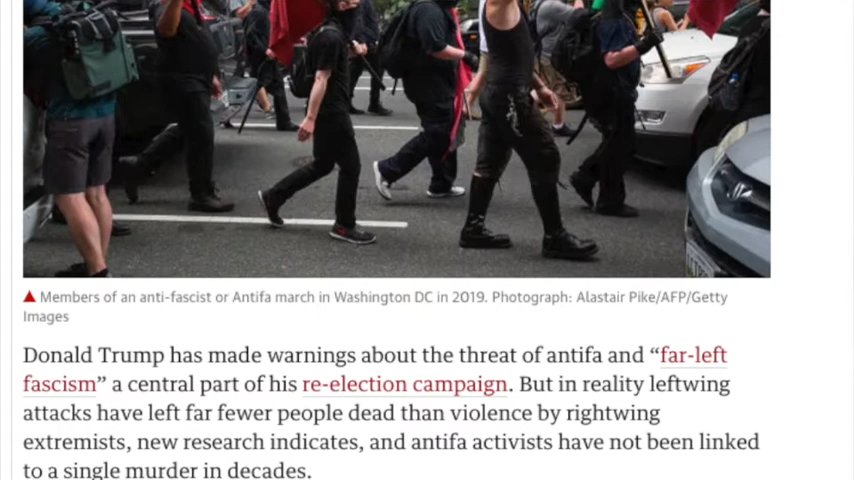 Members of an anti-fascist or Antifa march in Washington DC in 2019. Photograph: Alastair Pike/AFP/Getty
Images
Donald Trump has made warnings about the threat of antifa and “far-left
fascism” a central part of his re-election campaign. But in reality leftwing
attacks have left far fewer people dead than violence by rightwing
extremists, new research indicates, and antifa activists have not been linked
to a single murder in decades.